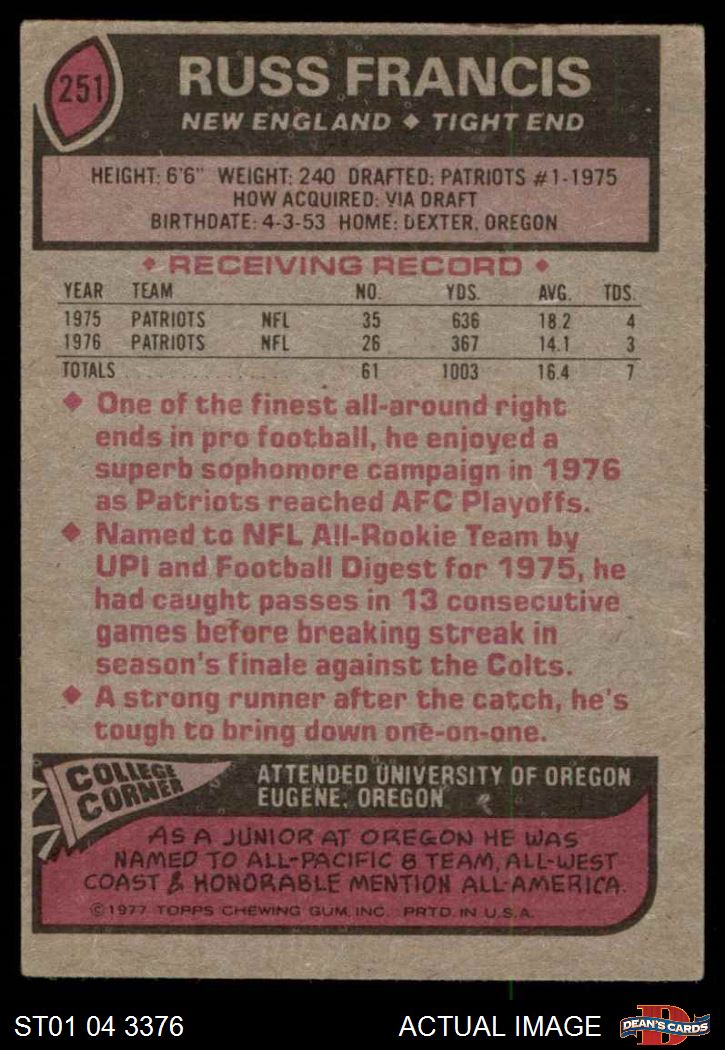 251
RUSS FRANCIS
NEW ENGLAND ◆ TIGHT END
HEIGHT: 6'6" WEIGHT: 240 DRAFTED: PATRIOTS #1-1975
HOW ACQUIRED: VIA DRAFT
BIRTHDATE: 4-3-53 HOME: DEXTER, OREGON
◆ RECEIVING RECORD ◆
YEAR TEAM NO. YDS. AVG. TDS.
1975 PATRIOTS NFL 35 636 18.2 4
1976 PATRIOTS NFL 26 367 14.1 3
TOTALS .................... 61 1003 16.4 7
◆ One of the finest all-around right
ends in pro football, he enjoyed a
superb sophomore campaign in 1976
as Patriots reached AFC Playoffs.
◆ Named to NFL All-Rookie Team by
UPI and Football Digest for 1975, he
had caught passes in 13 consecutive
games before breaking streak in
season's finale against the Colts.
◆ A strong runner after the catch, he's
tough to bring down one-on-one.
COLLEGE
CORNER
ATTENDED UNIVERSITY OF OREGON
EUGENE, OREGON
AS A JUNIOR AT OREGON HE WAS
NAMED TO ALL-PACIFIC 8 TEAM, ALL-WEST
COAST & HONORABLE MENTION ALL-AMERICA.
©1977 TOPPS CHEWING GUM, INC. PRTD. IN U.S.A.
ST01 04 3376 ACTUAL IMAGE
D
DEAN'S CARDS